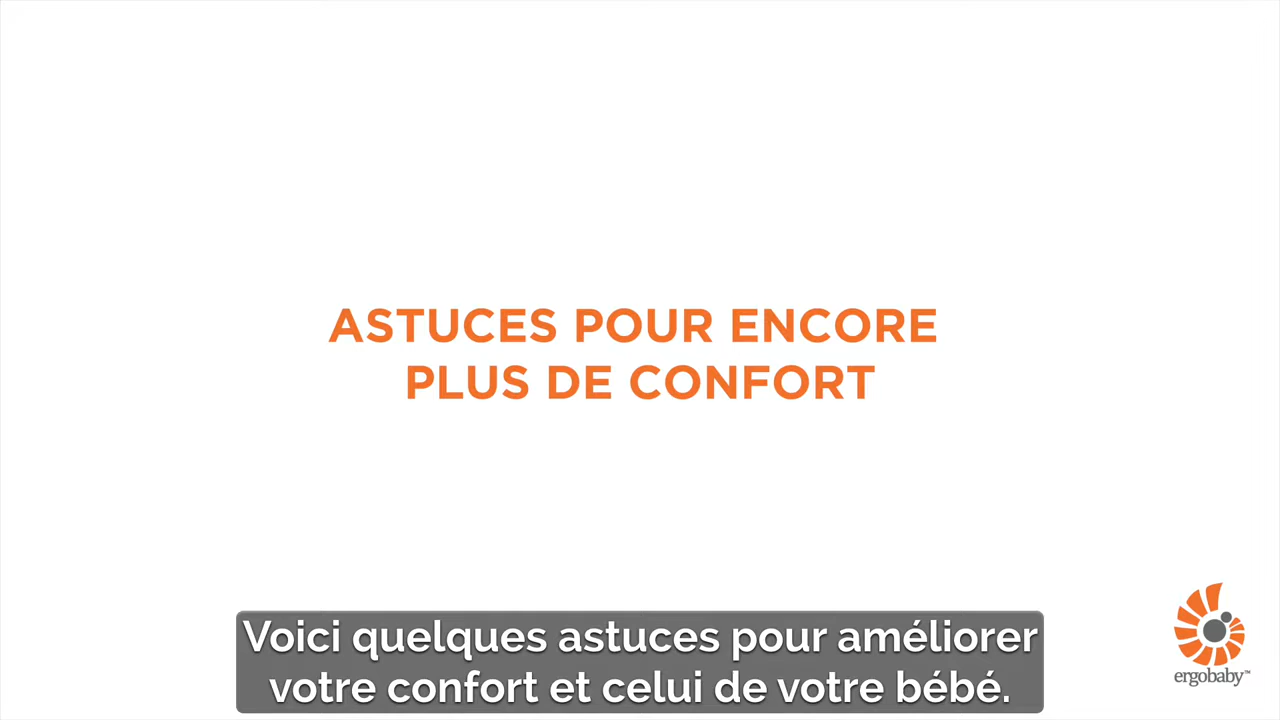 ASTUCES POUR ENCORE
PLUS DE CONFORT
Voici quelques astuces pour améliorer
votre confort et celui de votre bébé.
ergobaby™